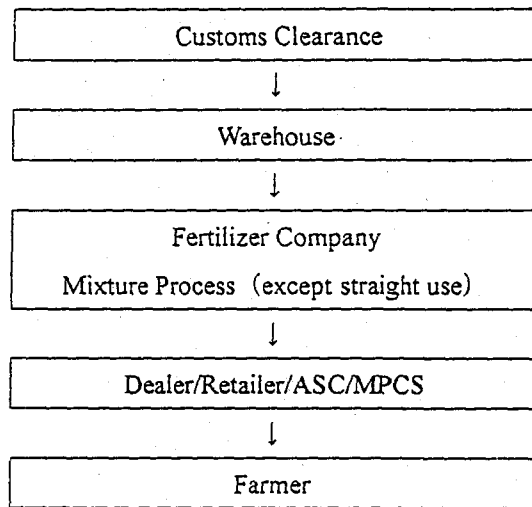 Customs Clearance
↓
Warehouse
↓
Fertilizer Company
Mixture Process (except straight use)
↓
Dealer/Retailer/ASC/MPCS
↓
Farmer